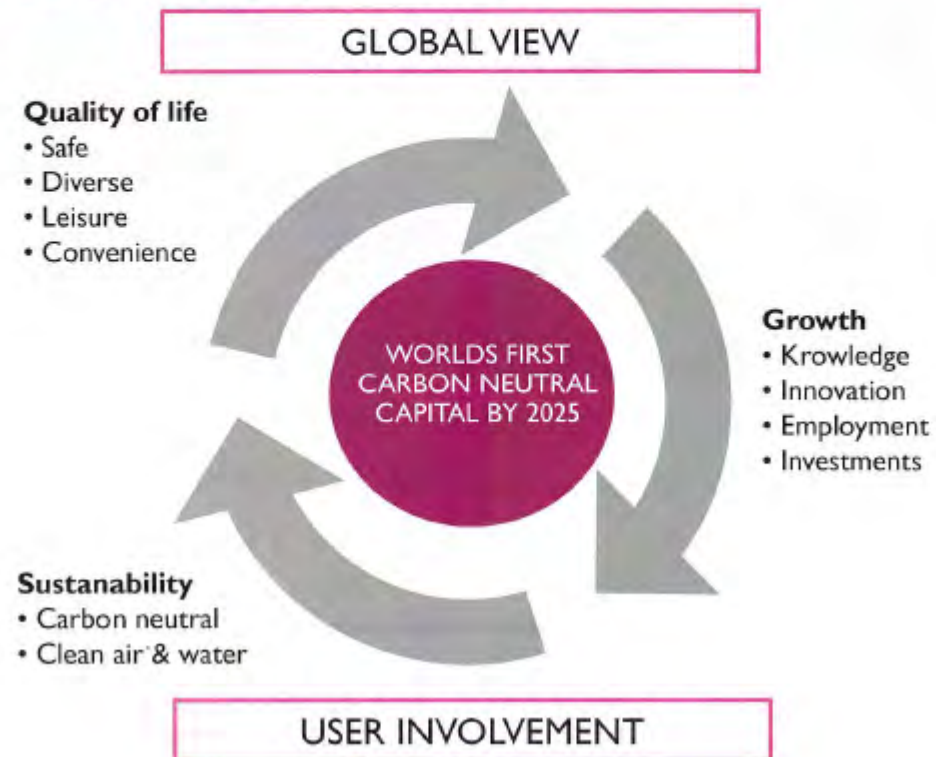 GLOBAL VIEW
Quality of life
• Safe
• Diverse
• Leisure
• Convenience
WORLDS FIRST
CARBON NEUTRAL
CAPITAL BY 2025
Growth
• Krowledge
• Innovation
• Employment
• Investments
Sustanability
• Carbon neutral
• Clean air & water
USER INVOLVEMENT